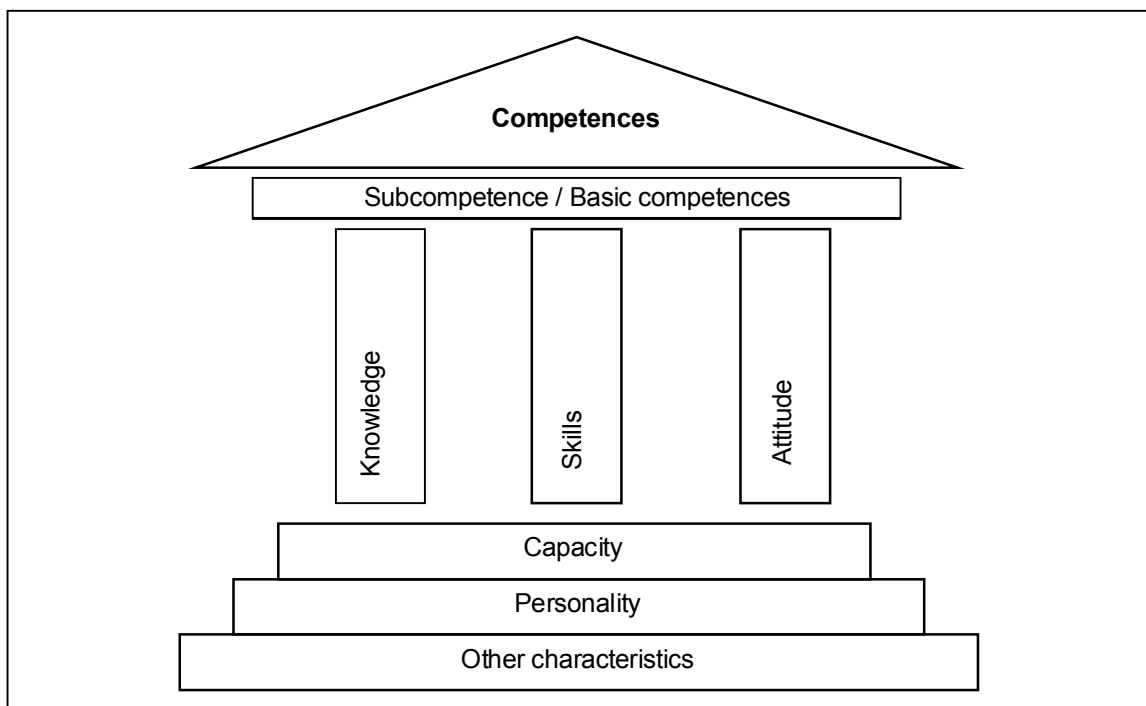 Competences
Subcompetence / Basic competences
Knowledge
Skills
Attitude
Capacity
Personality
Other characteristics